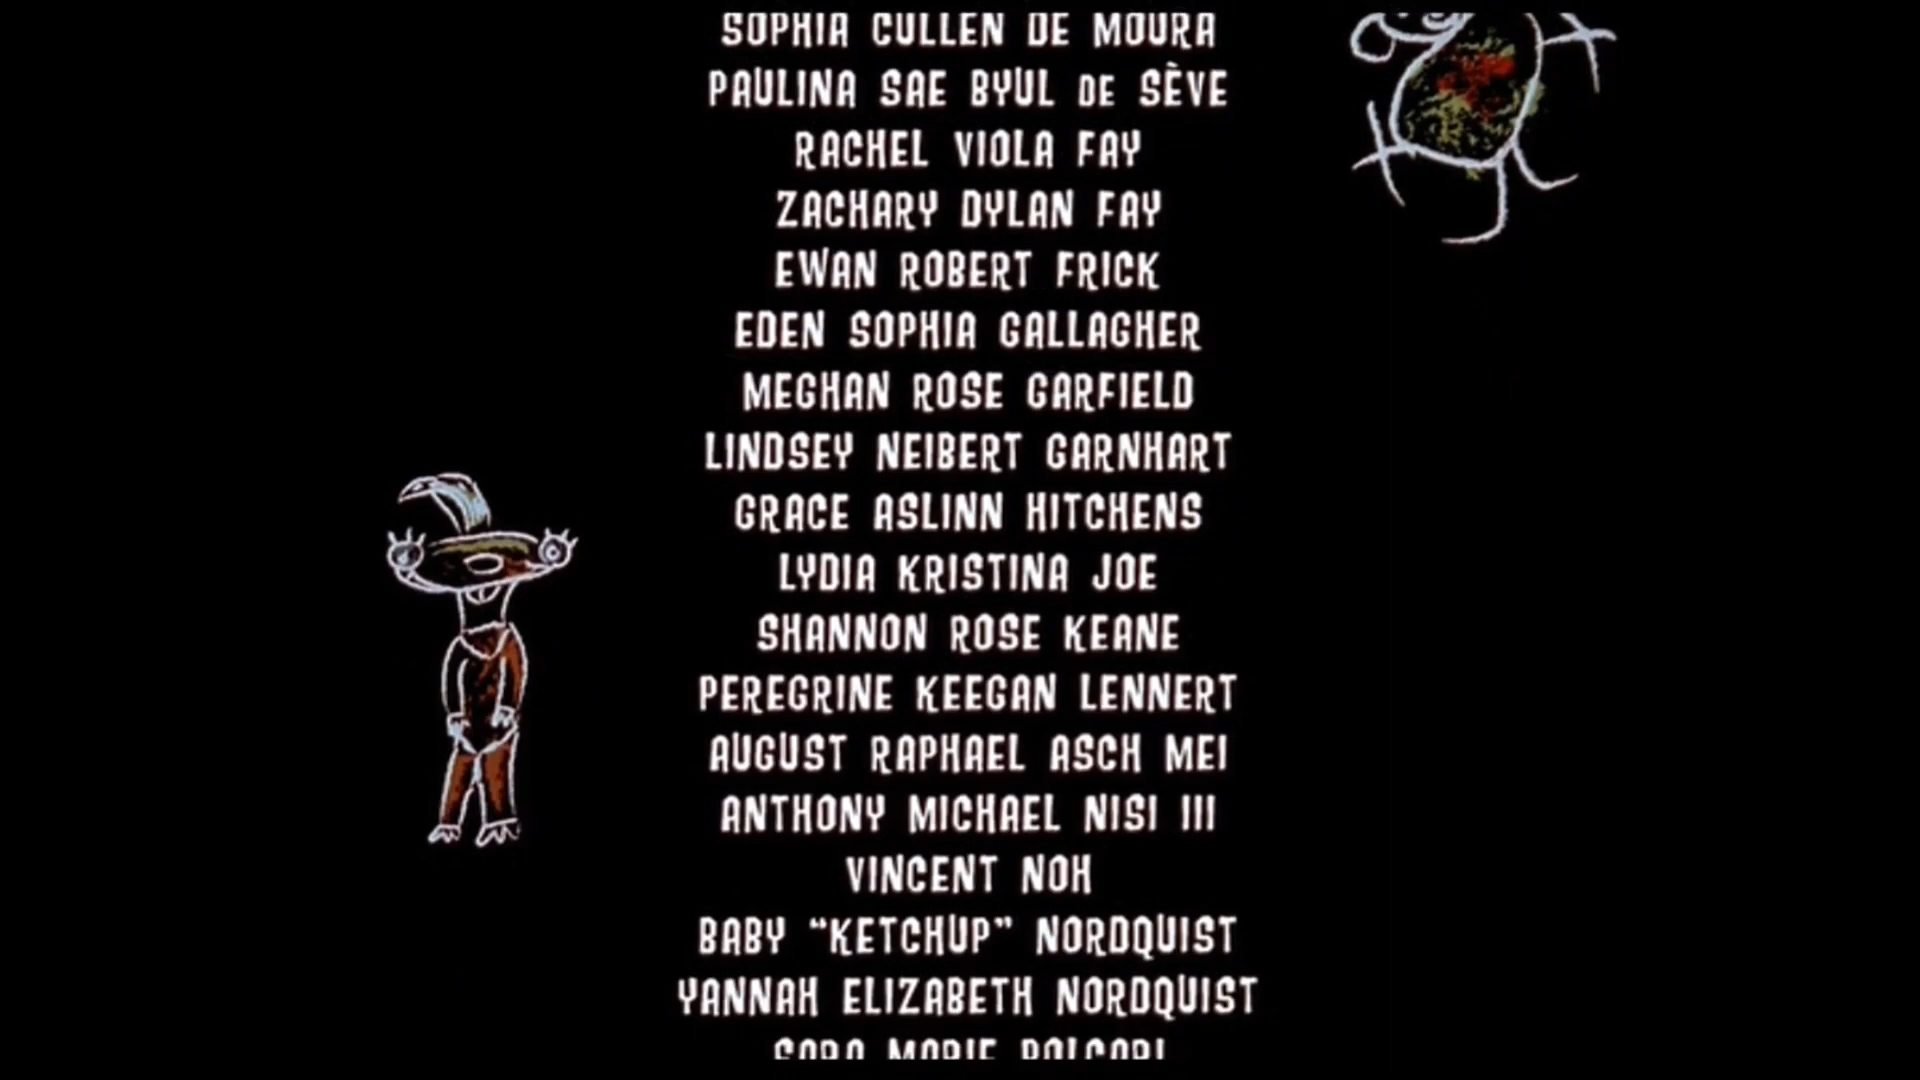 SOPHIA CULLEN DE MOURA
PAULINA SAE BYUL DE SÈVE
RACHEL VIOLA FAY
ZACHARY DYLAN FAY
EWAN ROBERT FRICK
EDEN SOPHIA GALLAGHER
MEGHAN ROSE GARFIELD
LINDSEY NEIBERT GARNHART
GRACE ASLINN HITCHENS
LYDIA KRISTINA JOE
SHANNON ROSE KEANE
PEREGRINE KEEGAN LENNERT
AUGUST RAPHAEL ASCH MEI
ANTHONY MICHAEL NISI III
VINCENT NOH
BABY “KETCHUP” NORDQUIST
YANNAH ELIZABETH NORDQUIST
MARIE